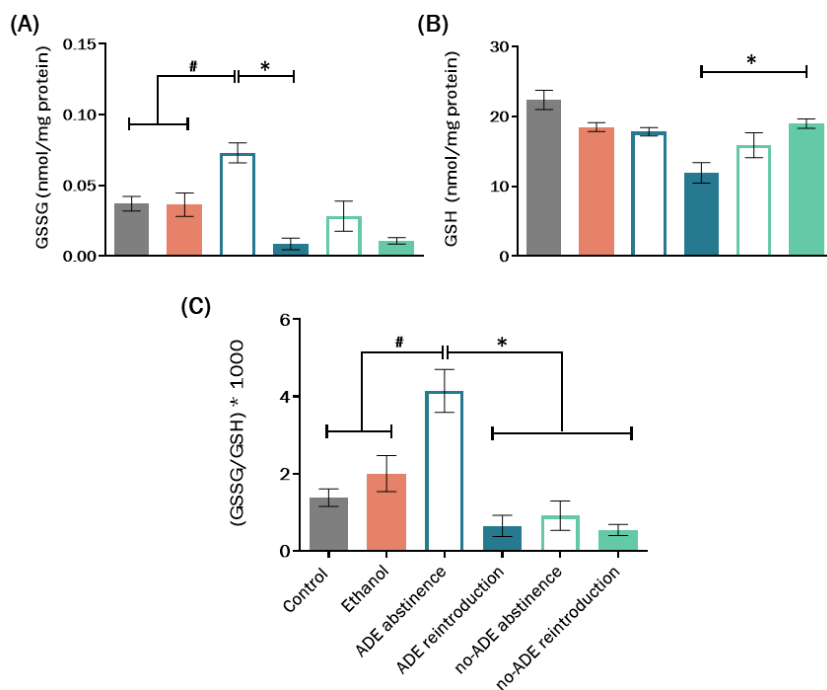 (A)
GSSG (nmol/mg protein)
0.15
0.10
0.05
0.00
#
*
(B)
GSH (nmol/mg protein)
30
20
10
0
*
(C)
(GSSG/GSH) * 1000
6
4
2
0
#
*
Control
Ethanol
ADE abstinence
ADE reintroduction
no-ADE abstinence
no-ADE reintroduction